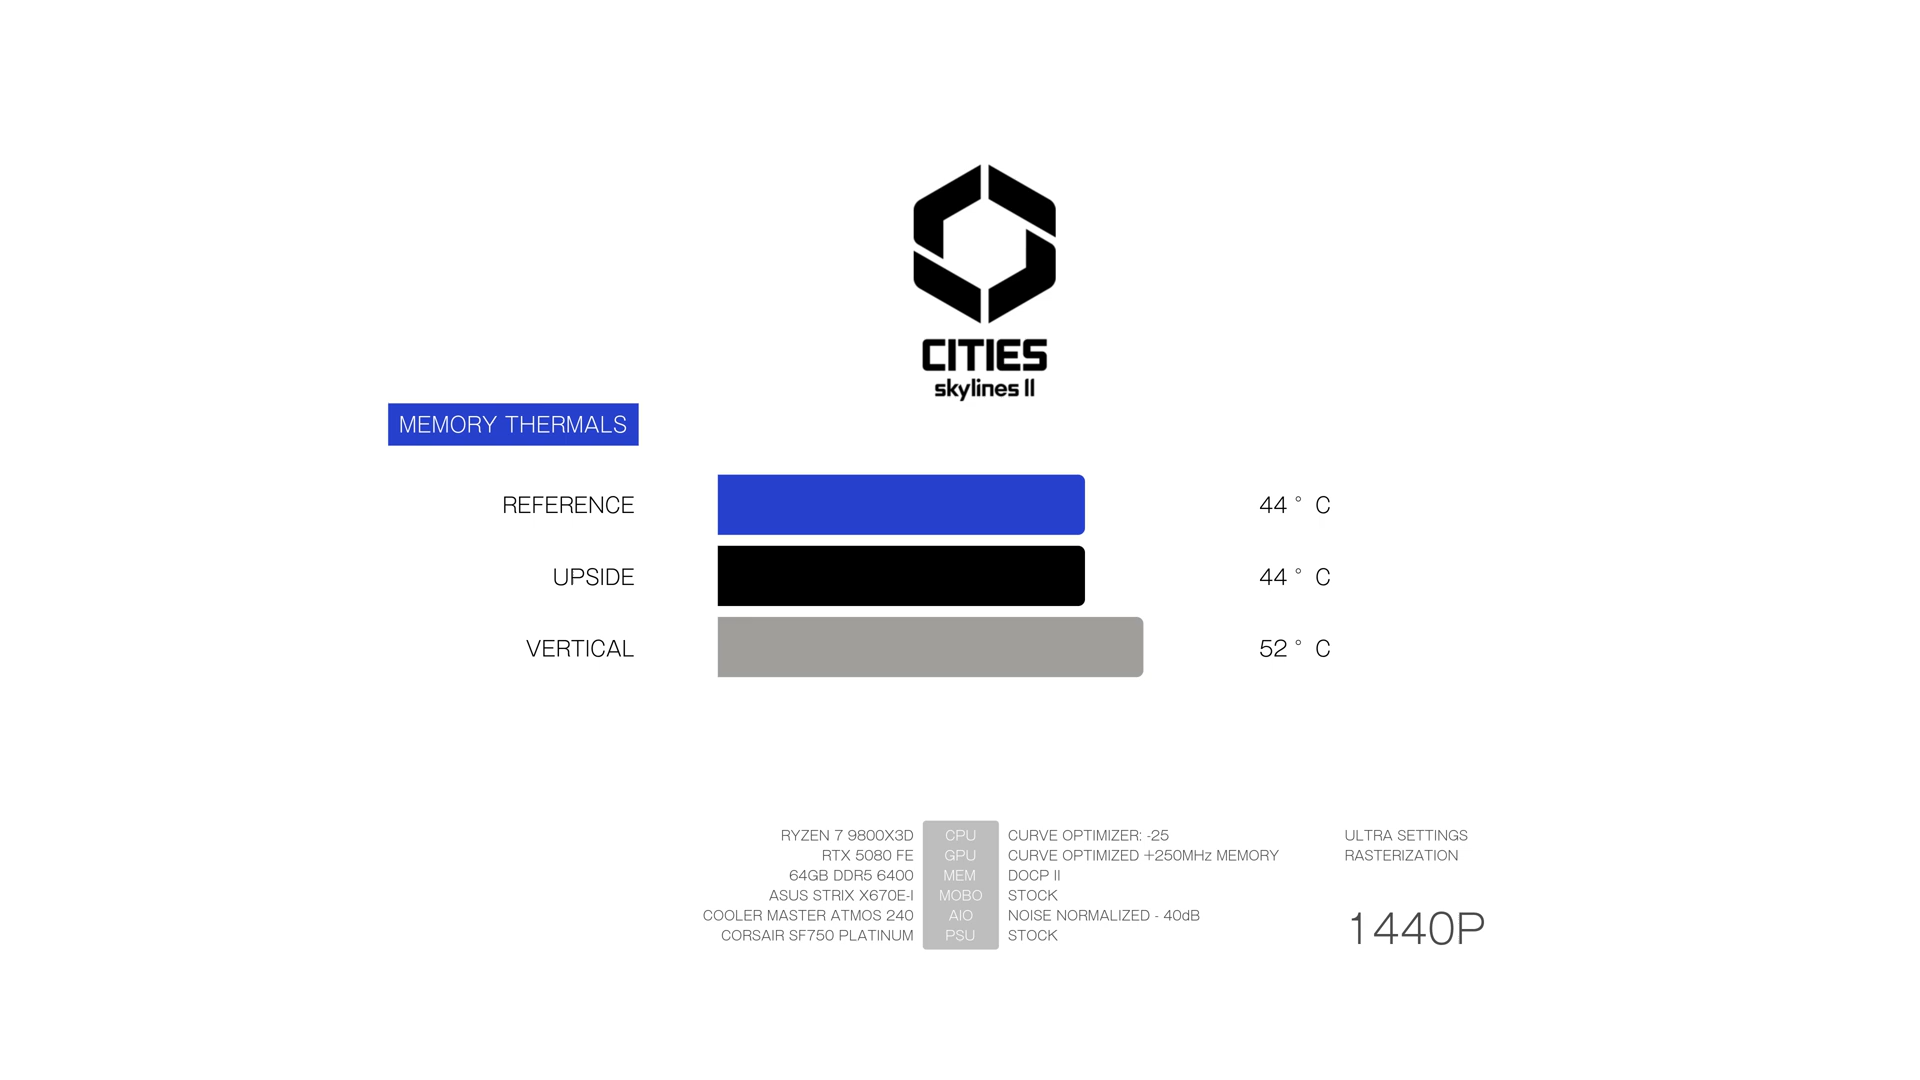 CITIES
skylines II
MEMORY THERMALS
REFERENCE 44° C
UPSIDE 44° C
VERTICAL 52° C
RYZEN 7 9800X3D CPU CURVE OPTIMIZER: -25
RTX 5080 FE GPU CURVE OPTIMIZED +250MHz MEMORY
64GB DDR5 6400 MEM DOCP II
ASUS STRIX X670E-I MOBO STOCK
COOLER MASTER ATMOS 240 AIO NOISE NORMALIZED - 40dB
CORSAIR SF750 PLATINUM PSU STOCK
ULTRA SETTINGS
RASTERIZATION
1440P